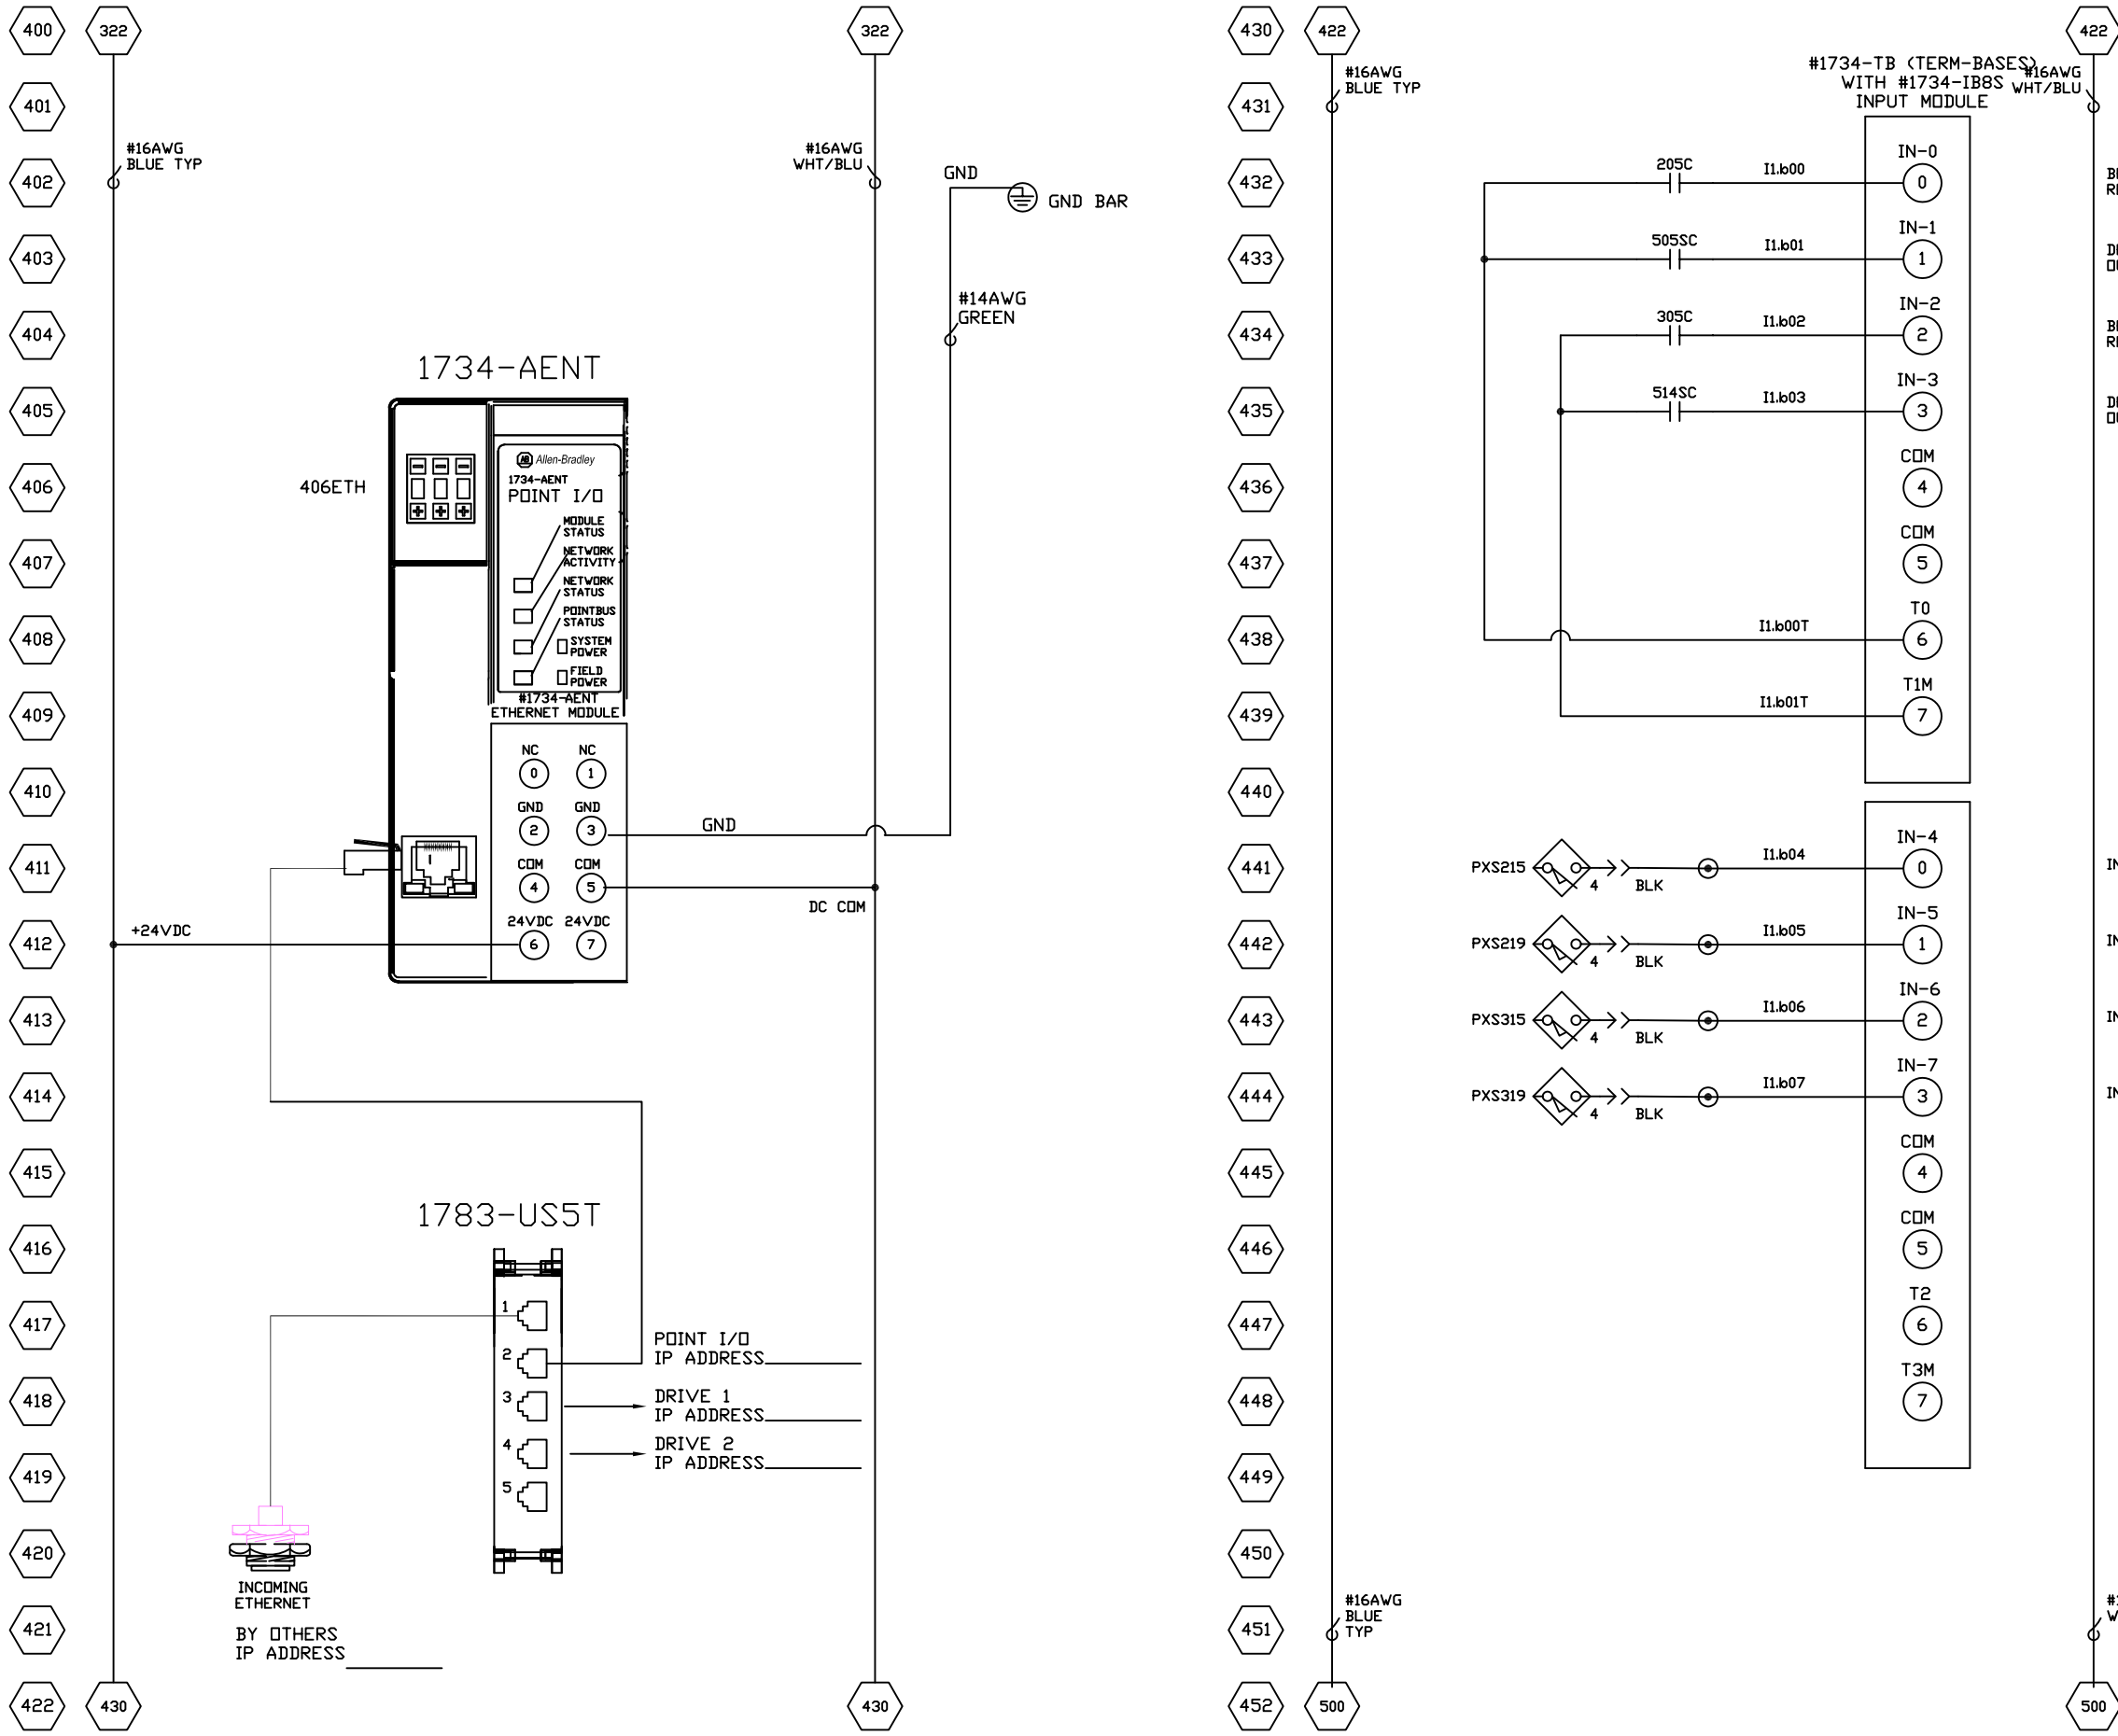 400
322
322
401
#16AWG
BLUE TYP
#16AWG
WHT/BLU
402
GND
GND BAR
403
#14AWG
GREEN
404
1734-AENT
405
Allen-Bradley
1734-AENT
POINT I/O
406
406ETH
MODULE
STATUS
NETWORK
ACTIVITY
407
NETWORK
STATUS
POINTBUS
STATUS
408
SYSTEM
POWER
FIELD
POWER
#1734-AENT
ETHERNET MODULE
409
NC NC
0 1
410
GND GND
2 3
GND
411
COM COM
4 5
DC COM
412
+24VDC
24VDC 24VDC
6 7
413
414
415
1783-US5T
416
417
1
2
POINT I/O
IP ADDRESS
418
3
DRIVE 1
IP ADDRESS
4
DRIVE 2
IP ADDRESS
419
5
420
INCOMING
ETHERNET
421
BY OTHERS
IP ADDRESS
422
430
430
430
422
422
#16AWG
BLUE TYP
#1734-TB (TERM-BASES)
WITH #1734-IB8S
INPUT MODULE
#16AWG
WHT/BLU
431
432
205C
I1.b00
IN-0
0
433
505SC
I1.b01
IN-1
1
434
305C
I1.b02
IN-2
2
435
514SC
I1.b03
IN-3
3
436
COM
4
437
COM
5
438
I1.b00T
T0
6
439
I1.b01T
T1M
7
440
441
PXS215
4
BLK
I1.b04
IN-4
0
442
PXS219
4
BLK
I1.b05
IN-5
1
443
PXS315
4
BLK
I1.b06
IN-6
2
444
PXS319
4
BLK
I1.b07
IN-7
3
445
COM
4
446
COM
5
447
T2
6
448
T3M
7
449
450
451
#16AWG
BLUE
TYP
452
500
500